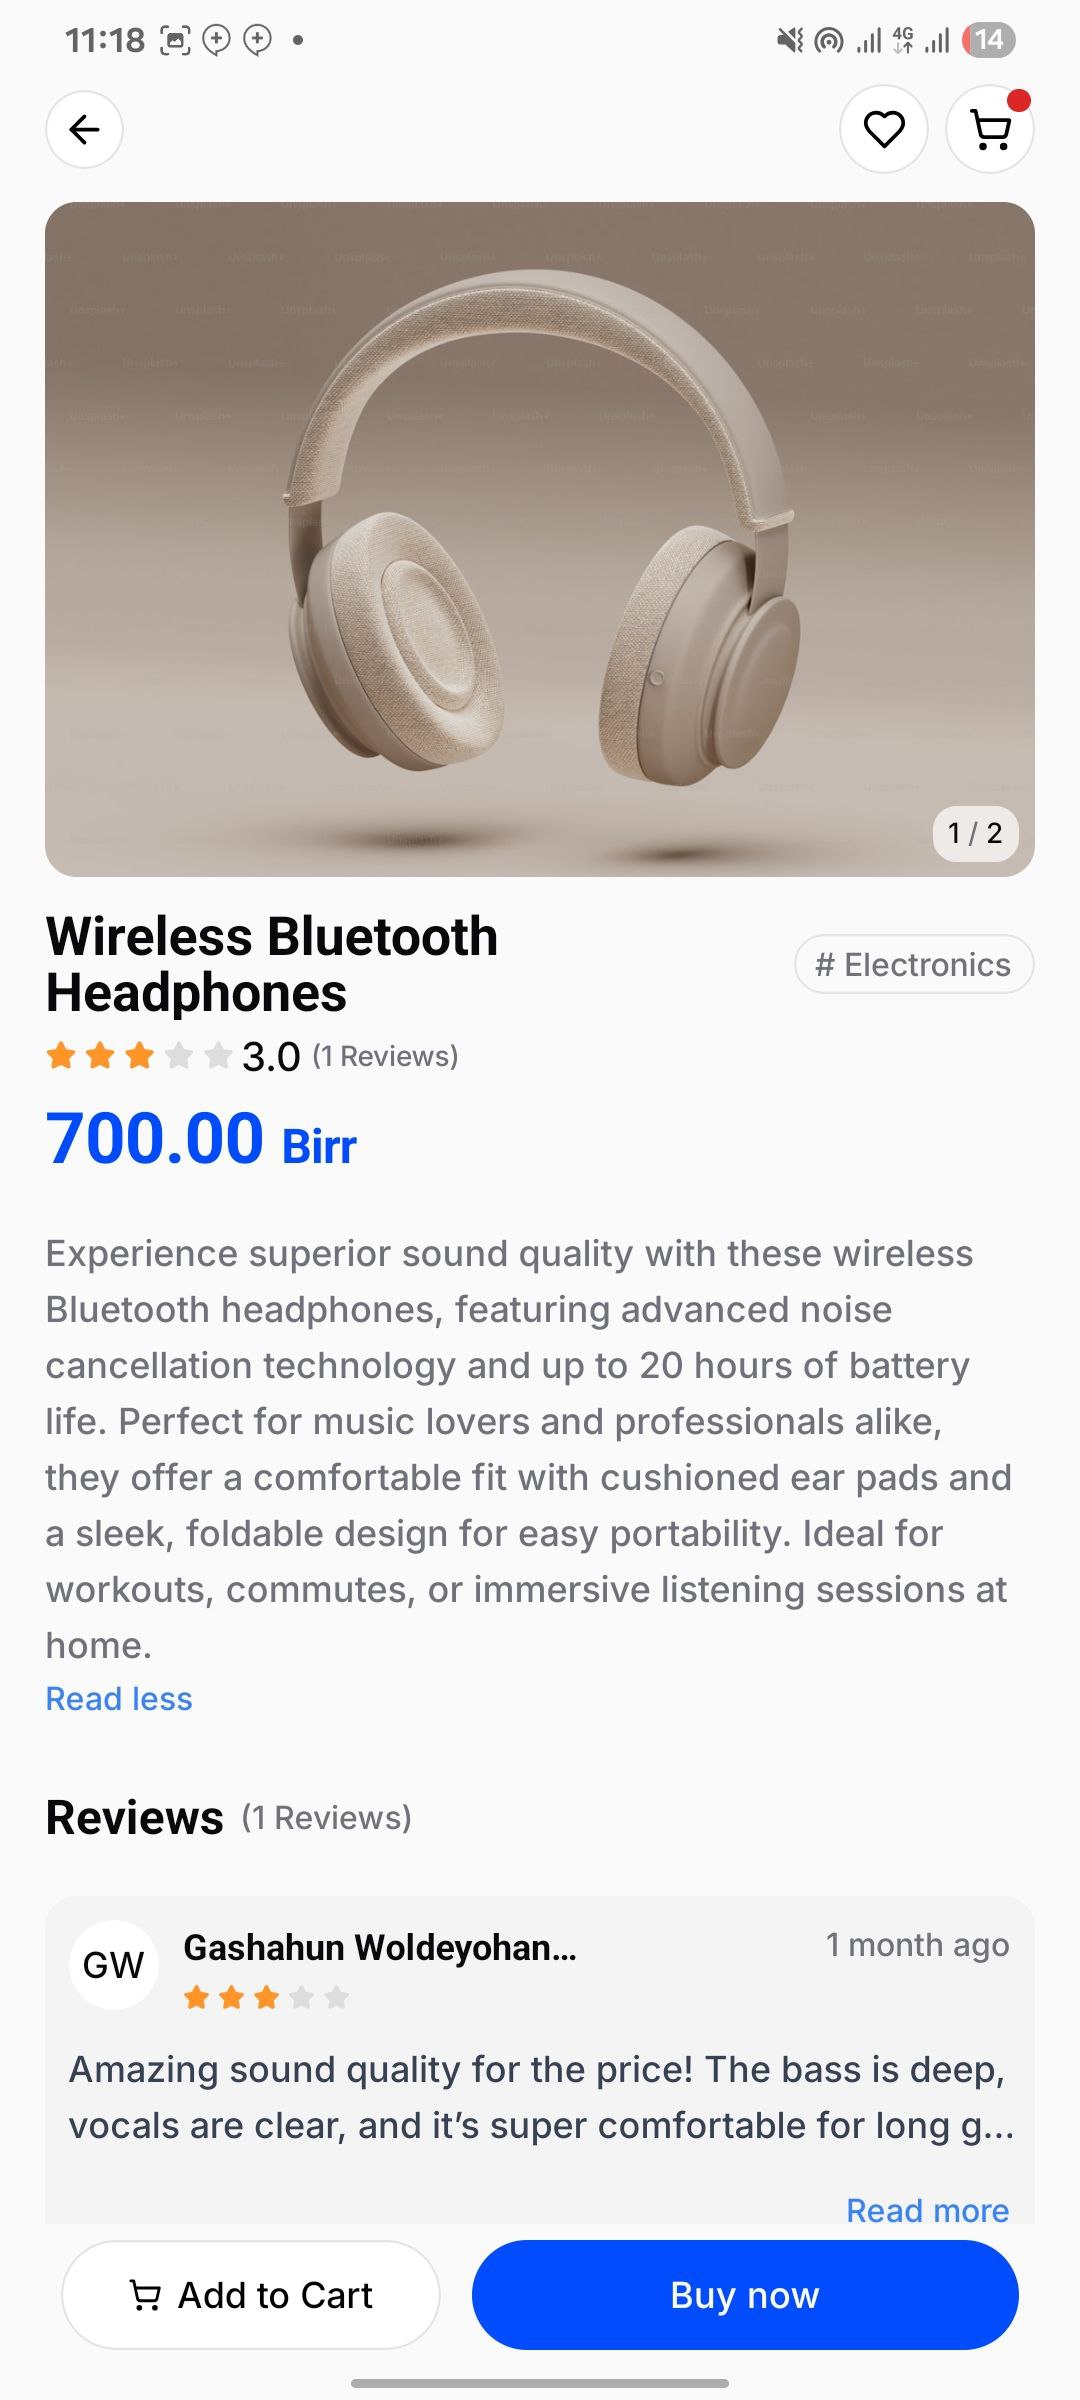 11:18
4G
14
Unsplash+
1 / 2
Wireless Bluetooth
Headphones
# Electronics
3.0 (1 Reviews)
700.00 Birr
Experience superior sound quality with these wireless
Bluetooth headphones, featuring advanced noise
cancellation technology and up to 20 hours of battery
life. Perfect for music lovers and professionals alike,
they offer a comfortable fit with cushioned ear pads and
a sleek, foldable design for easy portability. Ideal for
workouts, commutes, or immersive listening sessions at
home.
Read less
Reviews (1 Reviews)
GW
Gashahun Woldeyohan...
1 month ago
Amazing sound quality for the price! The bass is deep,
vocals are clear, and it’s super comfortable for long g...
Read more
Add to Cart
Buy now